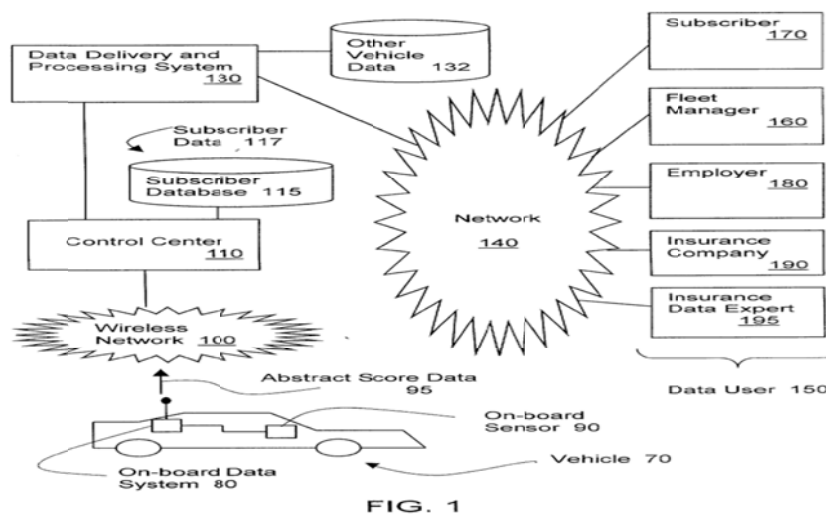 Data Delivery and
Processing System
130
Other
Vehicle
Data 132
Subscriber
170
Fleet
Manager
160
Subscriber
Data 117
Subscriber
Database 115
Employer
180
Network
140
Control Center
110
Insurance
Company
190
Wireless
Network 100
Insurance
Data Expert
195
Abstract Score Data
95
Data User 150
On-board
Sensor 90
On-board Data
System 80
Vehicle 70
FIG. 1